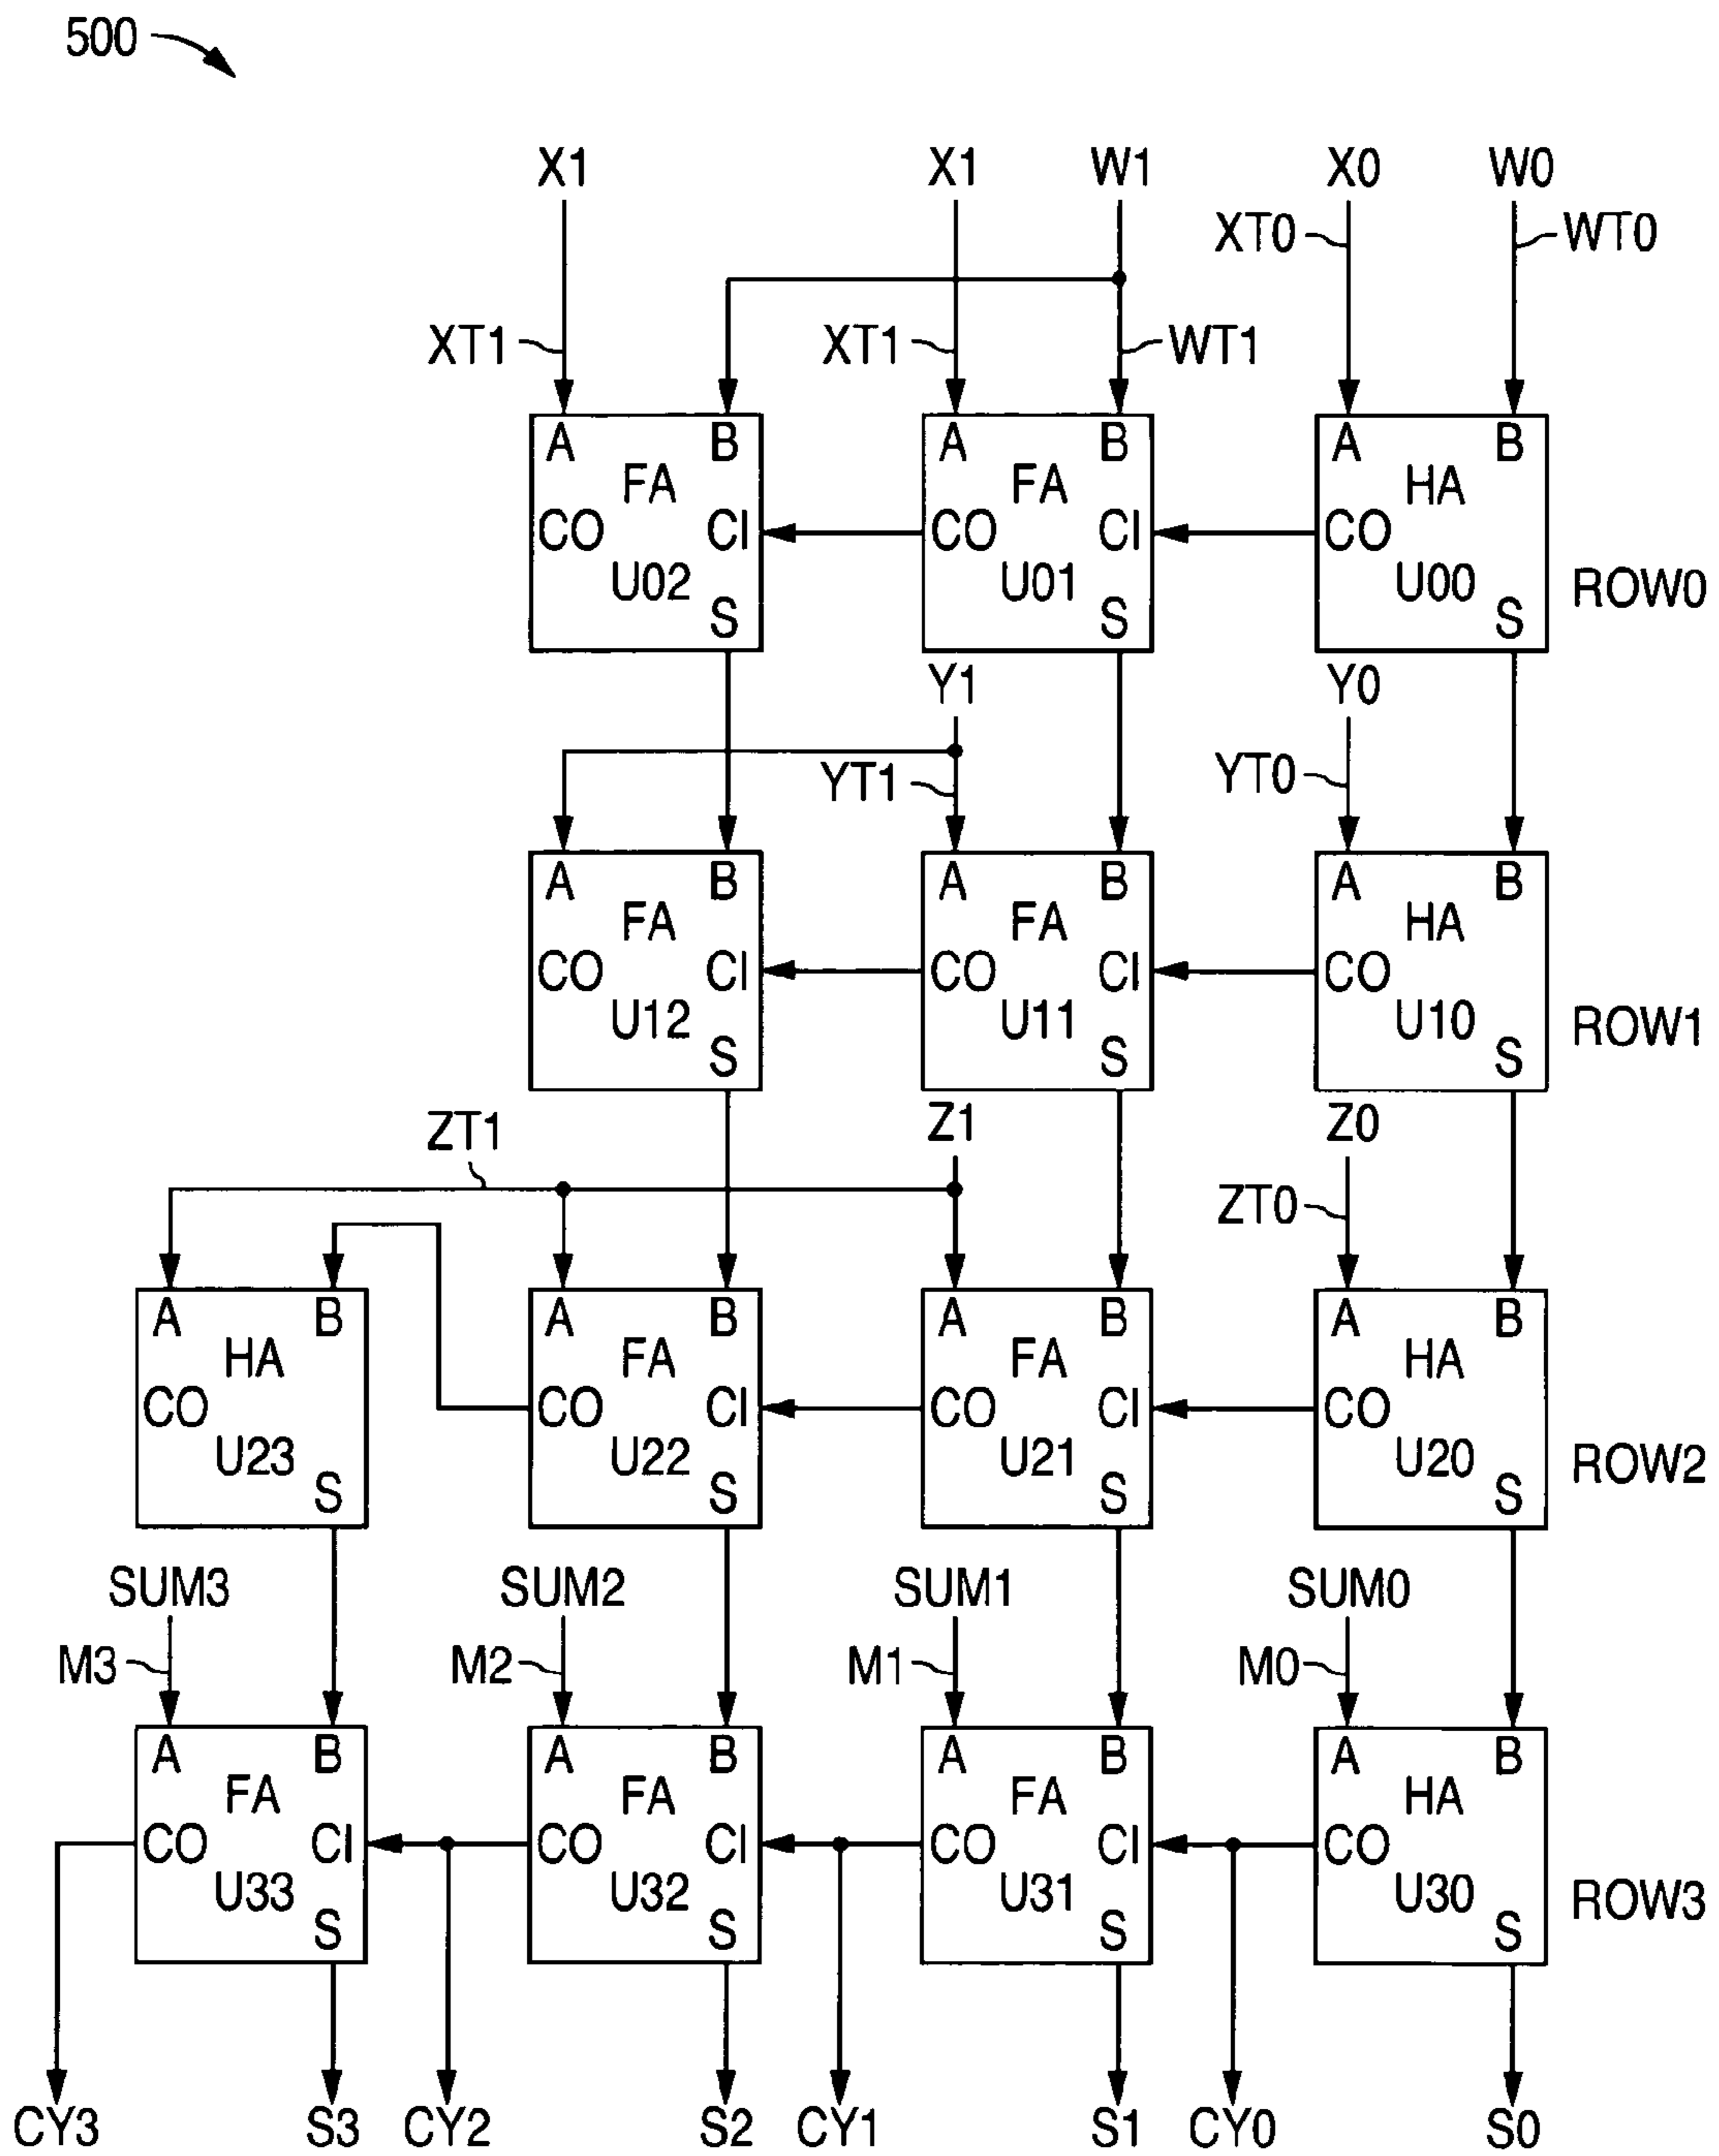 500
X1 X1 W1 X0 W0
XT0 WT0
XT1 XT1 WT1
A B A B A B
FA FA HA
CO CI CO CI CO
U02 U01 U00 ROW0
S S S
Y1 Y0
YT1 YT0
A B A B A B
FA FA HA
CO CI CO CI CO
U12 U11 U10 ROW1
S S S
ZT1 Z1 Z0
ZT0
A B A B A B A B
HA FA FA HA
CO CO CI CO CI CO
U23 U22 U21 U20 ROW2
S S S S
SUM3 SUM2 SUM1 SUM0
M3 M2 M1 M0
A B A B A B A B
FA FA FA HA
CO CI CO CI CO CI CO
U33 U32 U31 U30 ROW3
S S S S
CY3 S3 CY2 S2 CY1 S1 CY0 S0